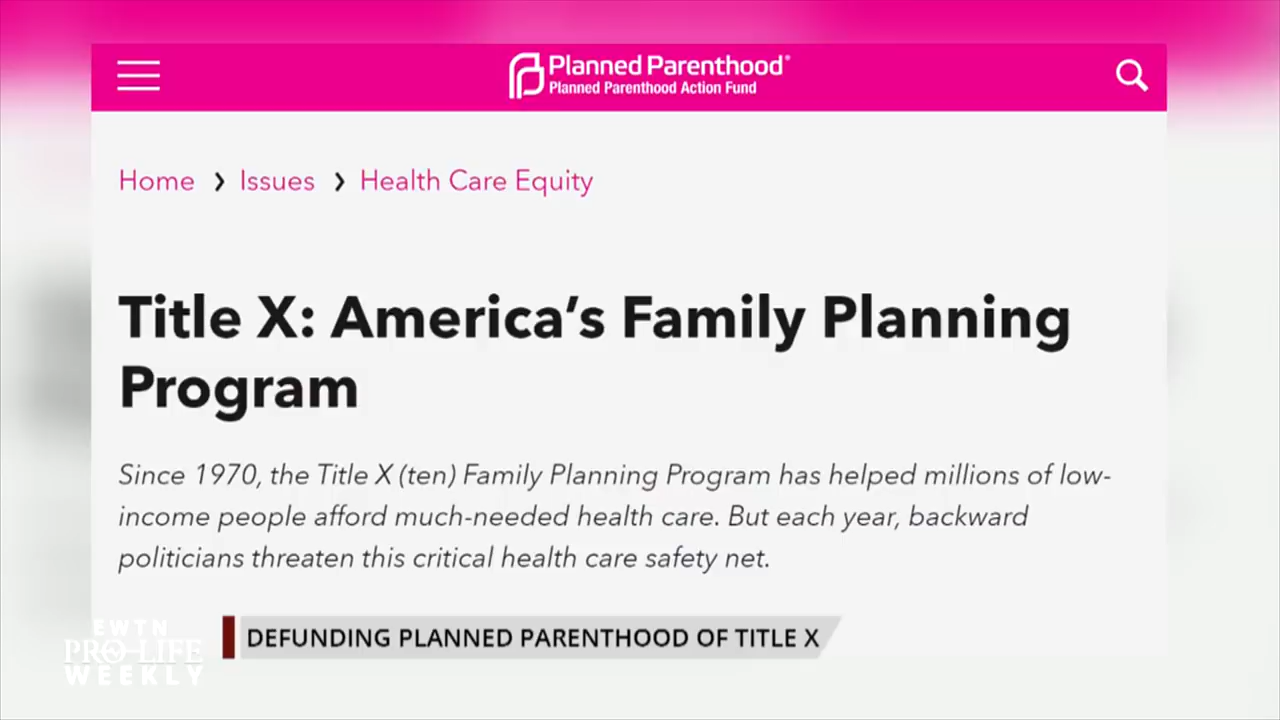 Planned Parenthood®
Planned Parenthood Action Fund
Home › Issues › Health Care Equity
Title X: America’s Family Planning
Program
Since 1970, the Title X (ten) Family Planning Program has helped millions of low-
income people afford much-needed health care. But each year, backward
politicians threaten this critical health care safety net.
EWTN
PRO-LIFE
WEEKLY
DEFUNDING PLANNED PARENTHOOD OF TITLE X